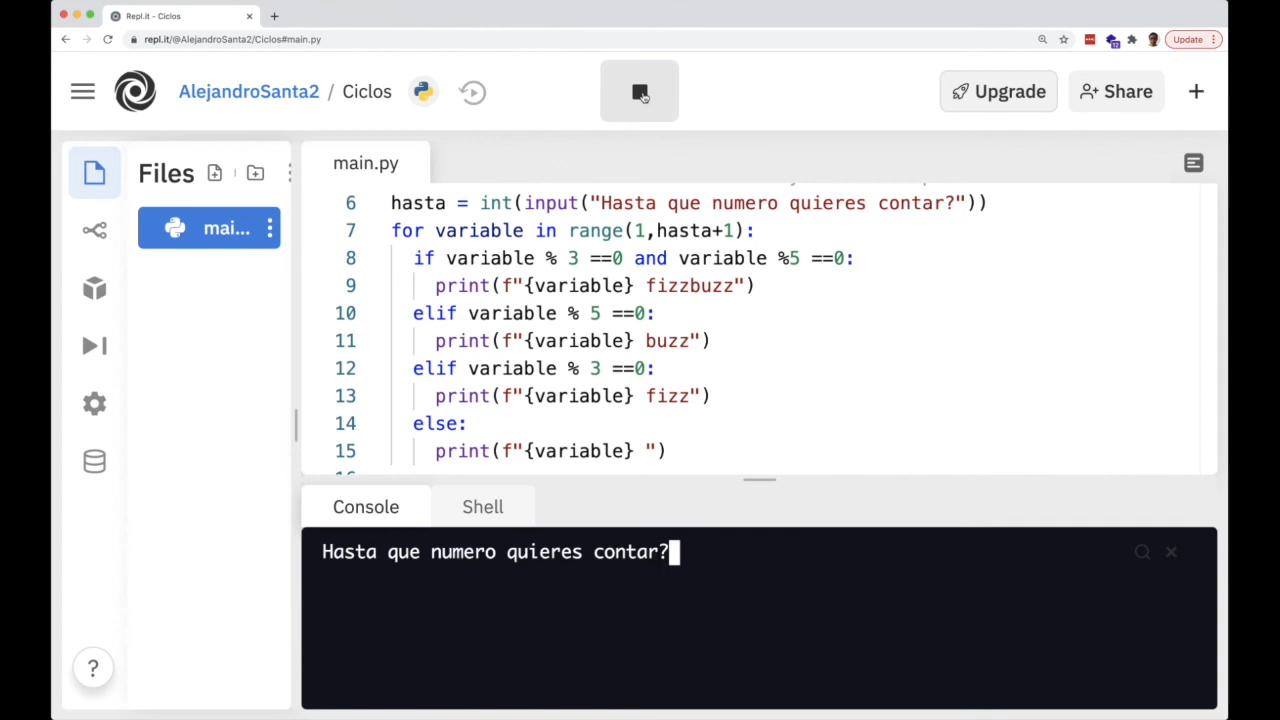 Repl.it - Ciclos
repl.it/@AlejandroSanta2/Ciclos#main.py
12
Update
AlejandroSanta2 / Ciclos
Upgrade
Share
Files
mai...
main.py
6 hasta = int(input("Hasta que numero quieres contar?"))
7 for variable in range(1,hasta+1):
8 if variable % 3 ==0 and variable %5 ==0:
9 print(f"{variable} fizzbuzz")
10 elif variable % 5 ==0:
11 print(f"{variable} buzz")
12 elif variable % 3 ==0:
13 print(f"{variable} fizz")
14 else:
15 print(f"{variable} ")
Console Shell
Hasta que numero quieres contar?
?